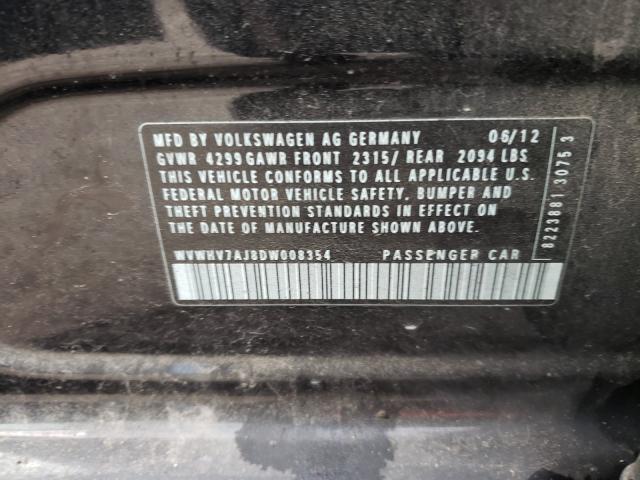 MFD BY VOLKSWAGEN AG GERMANY 06/12
GVWR 4299 GAWR FRONT 2315/ REAR 2094 LBS
THIS VEHICLE CONFORMS TO ALL APPLICABLE U.S.
FEDERAL MOTOR VEHICLE SAFETY, BUMPER AND
THEFT PREVENTION STANDARDS IN EFFECT ON
THE DATE OF MANUFACTURE SHOWN ABOVE.
WVWHV7AJ8DW008354 PASSENGER CAR
8223881 3075 3